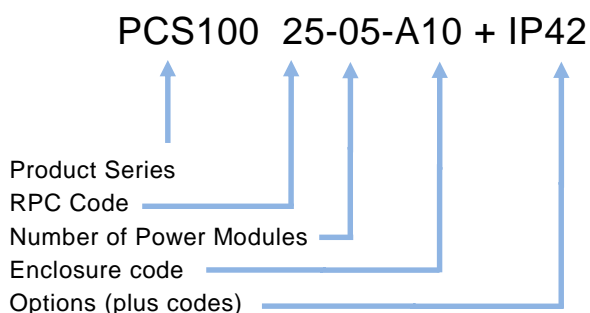 PCS100 25-05-A10 + IP42
Product Series
RPC Code
Number of Power Modules
Enclosure code
Options (plus codes)